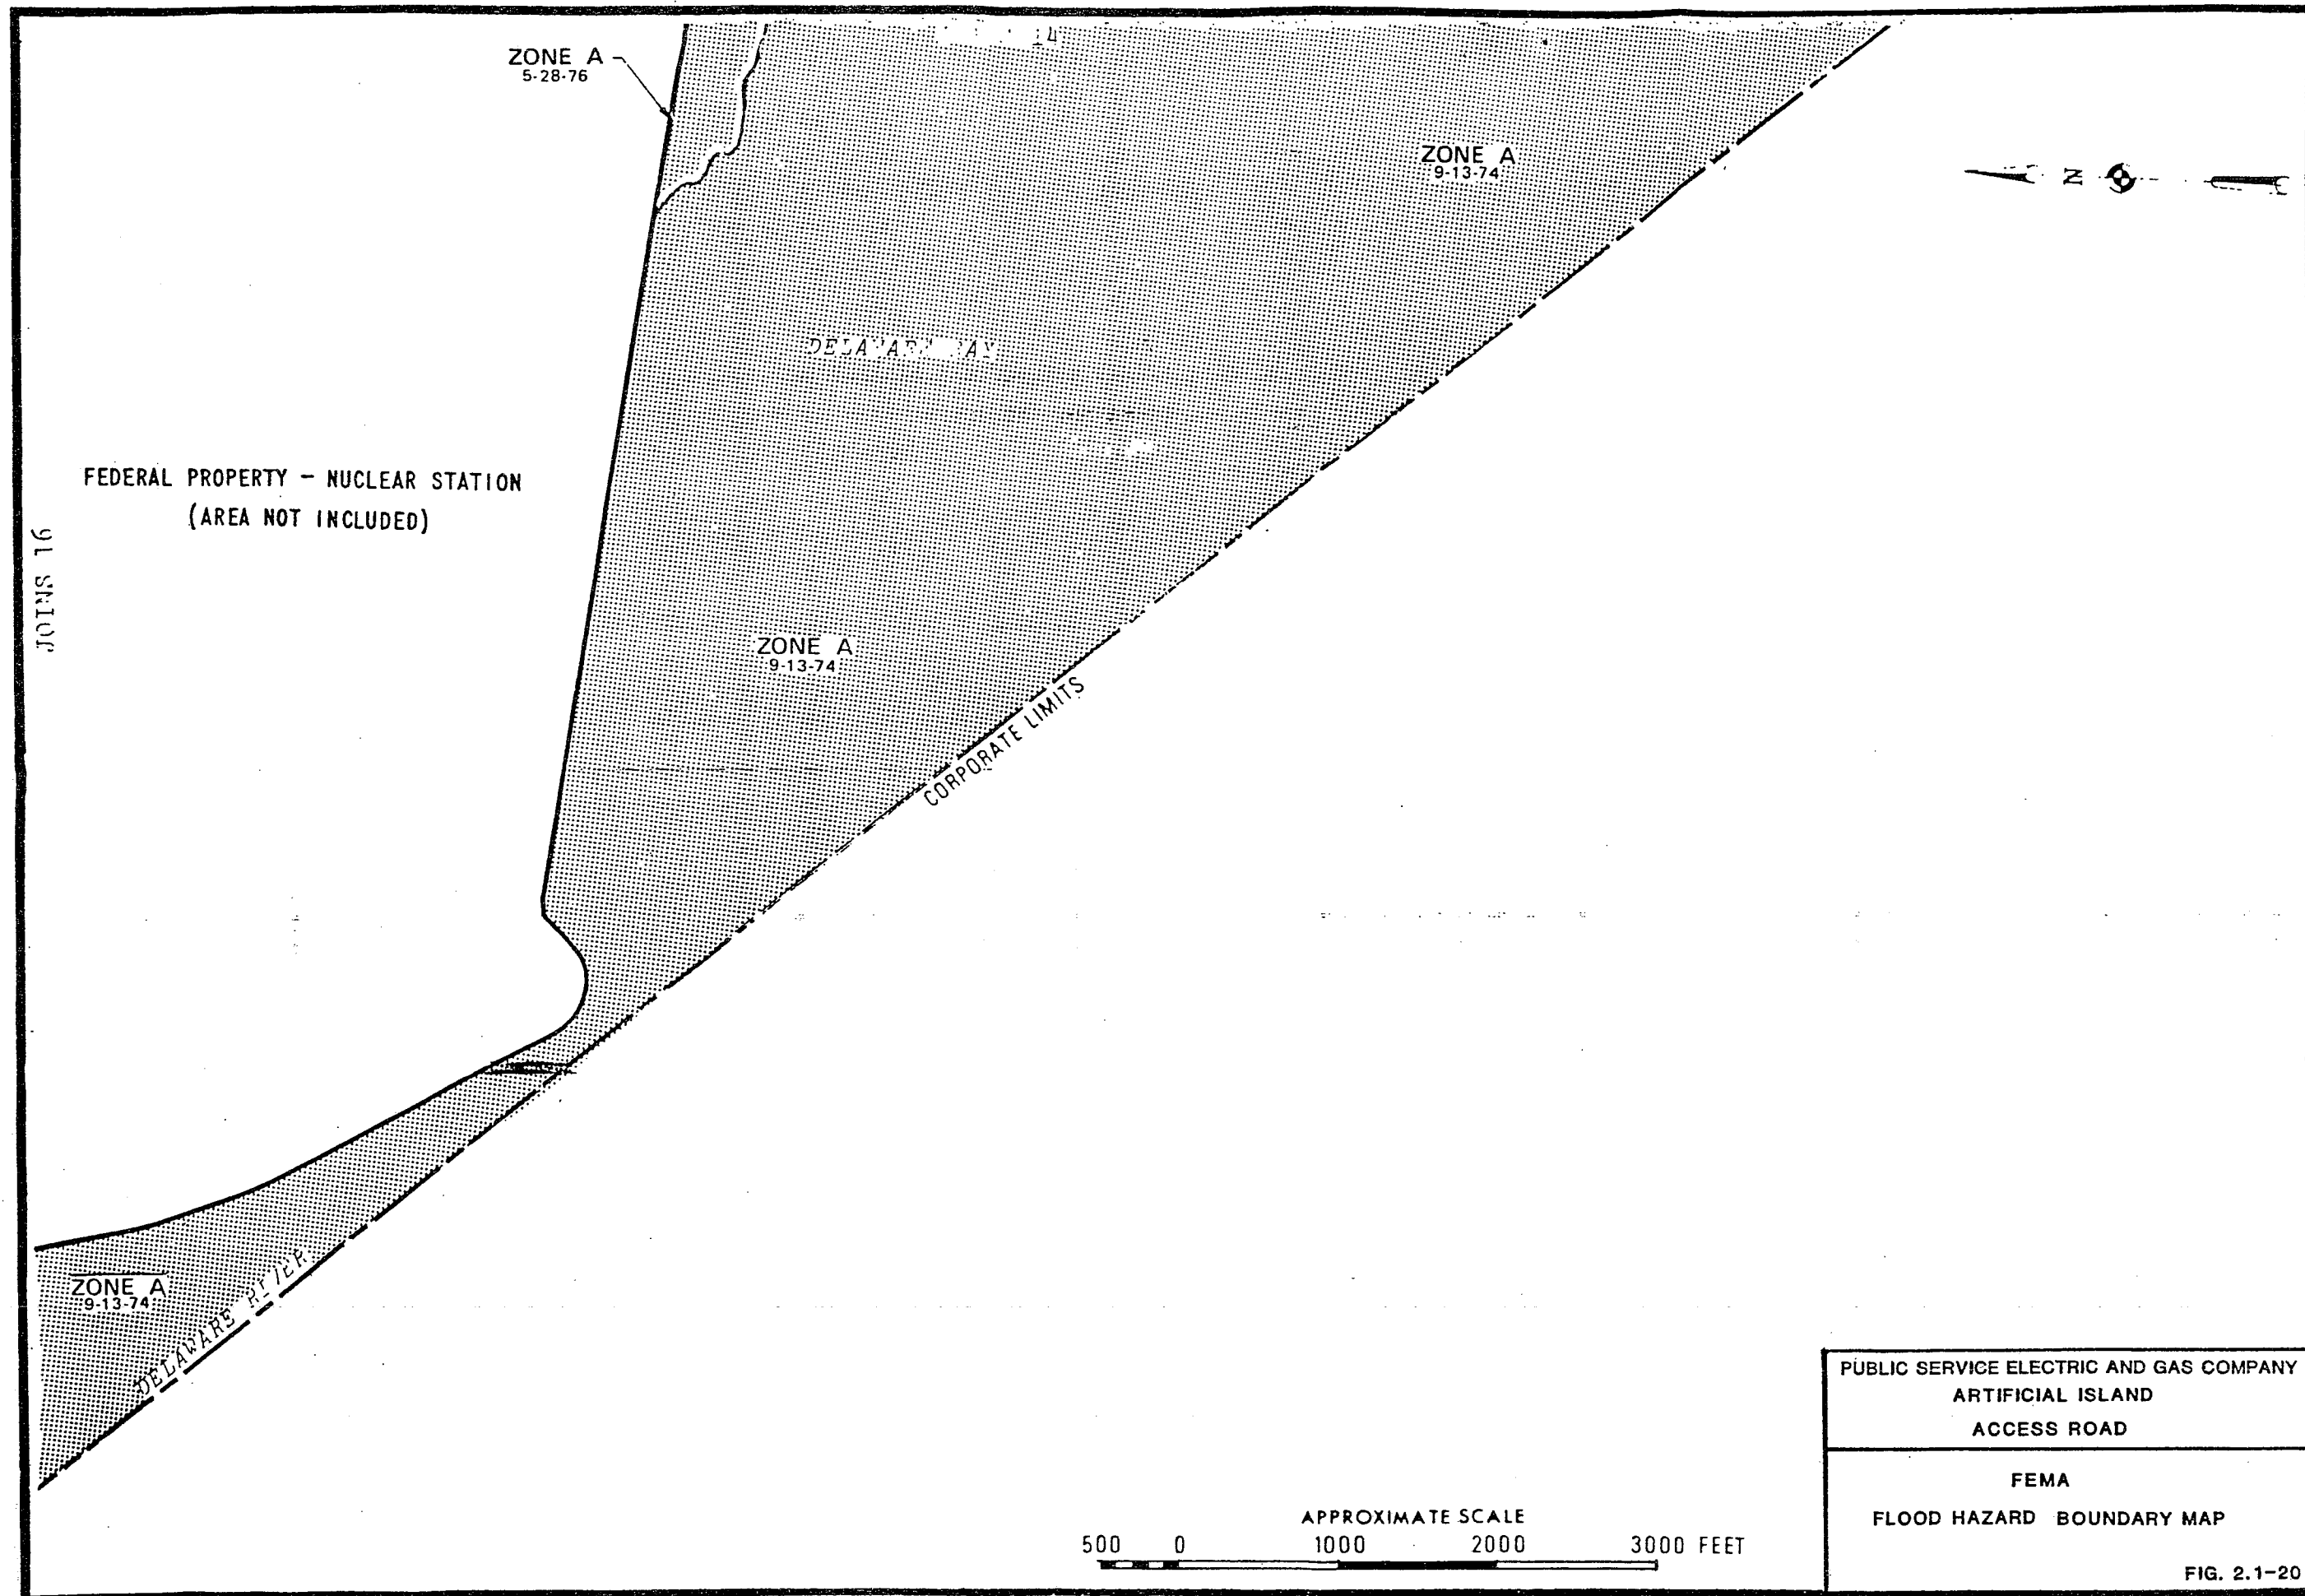 14
ZONE A
5-28-76
ZONE A
9-13-74
N
FEDERAL PROPERTY – NUCLEAR STATION
(AREA NOT INCLUDED)
JOINS 16
ZONE A
9-13-74
CORPORATE LIMITS
ZONE A
9-13-74
DELAWARE RIVER
APPROXIMATE SCALE
500 0 1000 2000 3000 FEET
PUBLIC SERVICE ELECTRIC AND GAS COMPANY
ARTIFICIAL ISLAND
ACCESS ROAD
FEMA
FLOOD HAZARD BOUNDARY MAP
FIG. 2.1-20